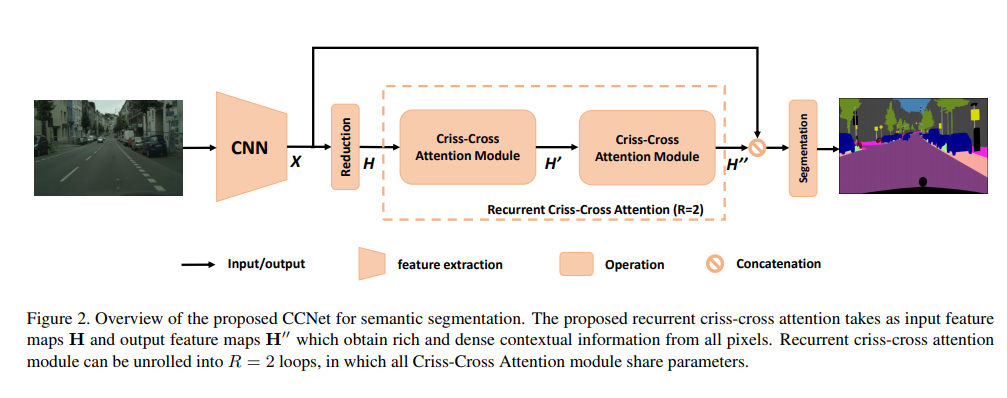 CNN
X
Reduction
H
Criss-Cross
Attention Module
H′
Criss-Cross
Attention Module
H′′
Segmentation
Recurrent Criss-Cross Attention (R=2)
Input/output
feature extraction
Operation
Concatenation
Figure 2. Overview of the proposed CCNet for semantic segmentation. The proposed recurrent criss-cross attention takes as input feature
maps H and output feature maps H′′ which obtain rich and dense contextual information from all pixels. Recurrent criss-cross attention
module can be unrolled into R = 2 loops, in which all Criss-Cross Attention module share parameters.